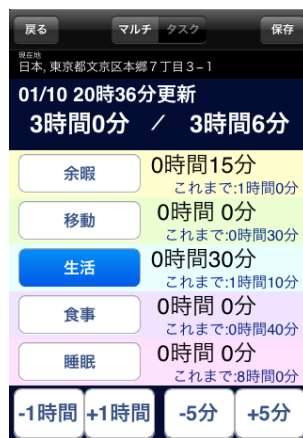 戻る マルチ タスク 保存
現在地
日本, 東京都文京区本郷7丁目3-1
01/10 20時36分更新
3時間0分 / 3時間6分
余暇 0時間15分
これまで:1時間0分
移動 0時間 0分
これまで:0時間30分
生活 0時間30分
これまで:1時間10分
食事 0時間 0分
これまで:0時間40分
睡眠 0時間 0分
これまで:8時間0分
-1時間 +1時間 -5分 +5分